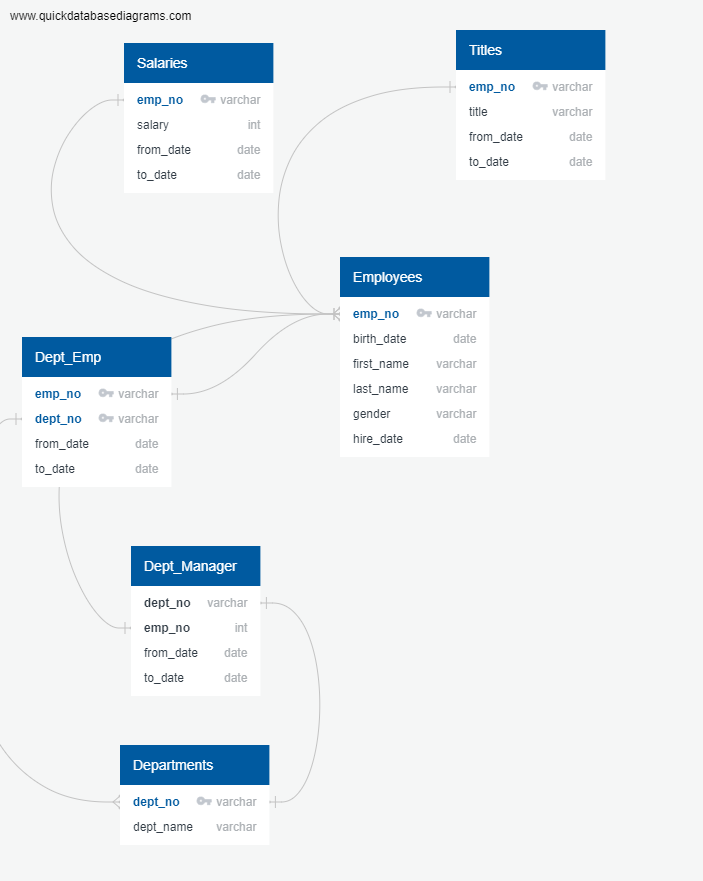 www.quickdatabasediagrams.com
Salaries
emp_no varchar
salary int
from_date date
to_date date
Titles
emp_no varchar
title varchar
from_date date
to_date date
Employees
emp_no varchar
birth_date date
first_name varchar
last_name varchar
gender varchar
hire_date date
Dept_Emp
emp_no varchar
dept_no varchar
from_date date
to_date date
Dept_Manager
dept_no varchar
emp_no int
from_date date
to_date date
Departments
dept_no varchar
dept_name varchar